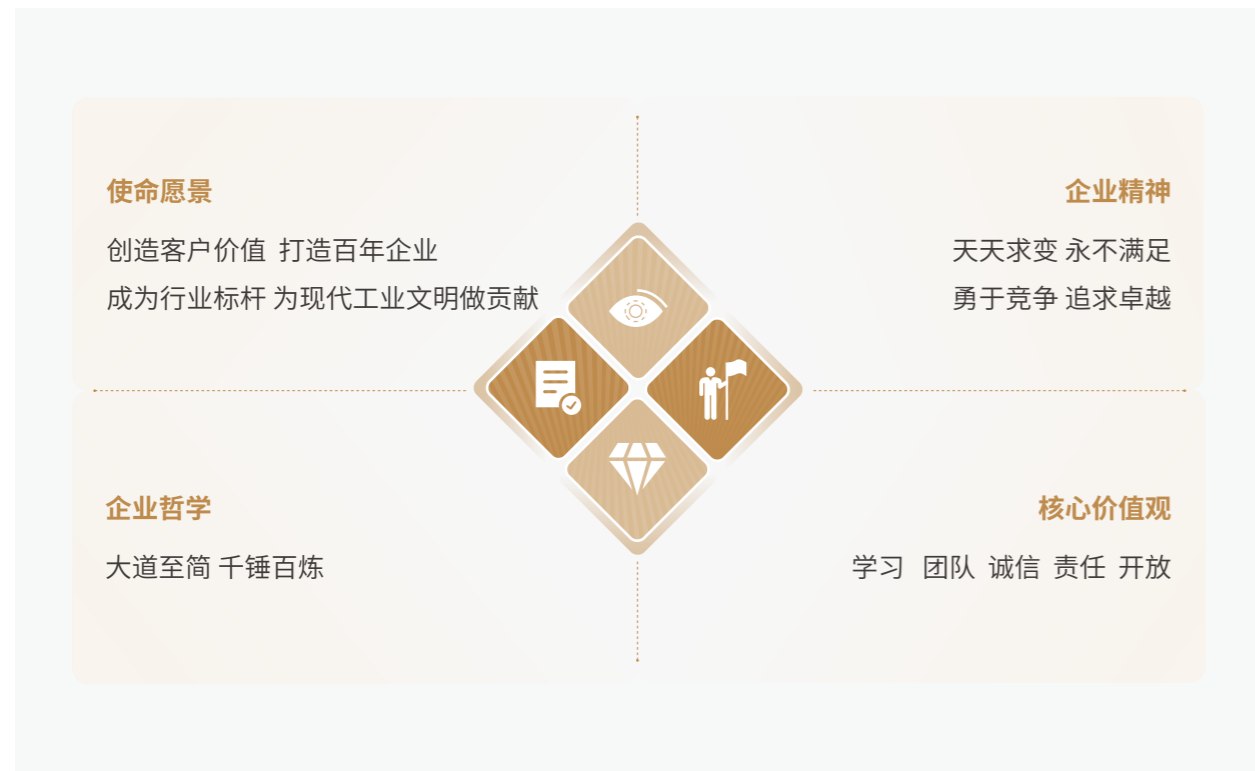 使命愿景
创造客户价值 打造百年企业
成为行业标杆 为现代工业文明做贡献
企业精神
天天求变 永不满足
勇于竞争 追求卓越
企业哲学
大道至简 千锤百炼
核心价值观
学习 团队 诚信 责任 开放